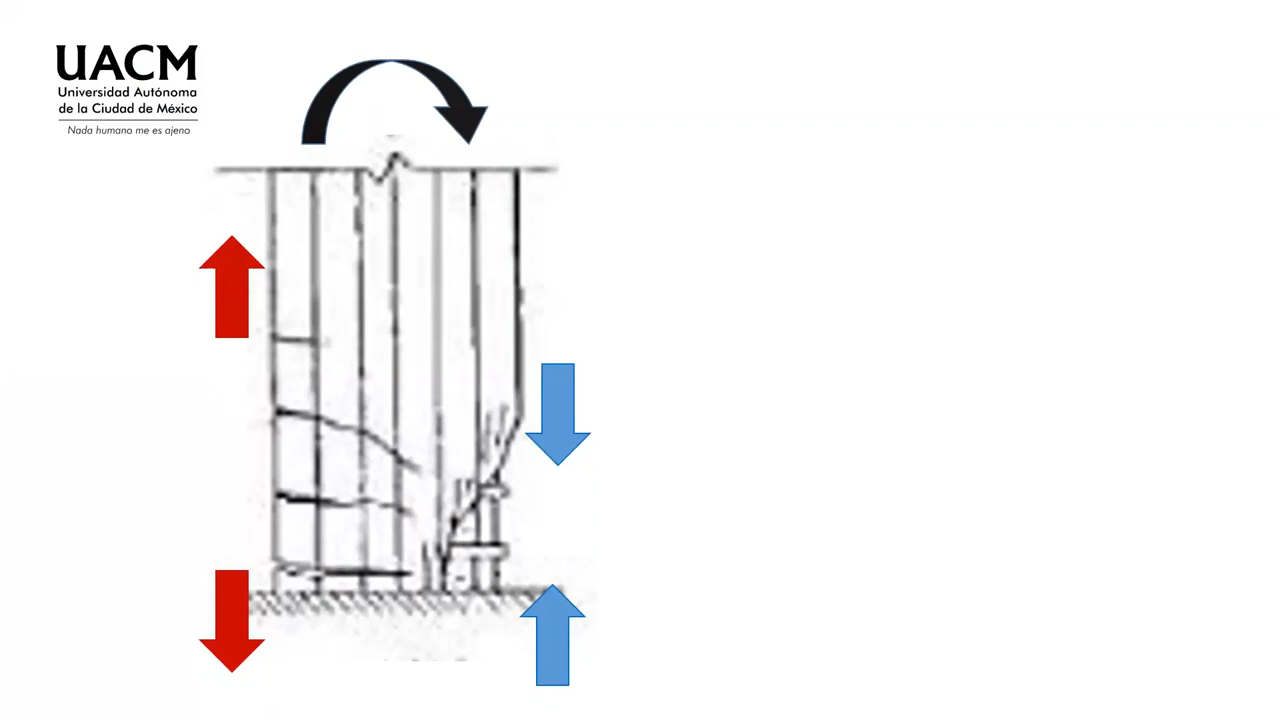 UACM
Universidad Autónoma
de la Ciudad de México
Nada humano me es ajeno